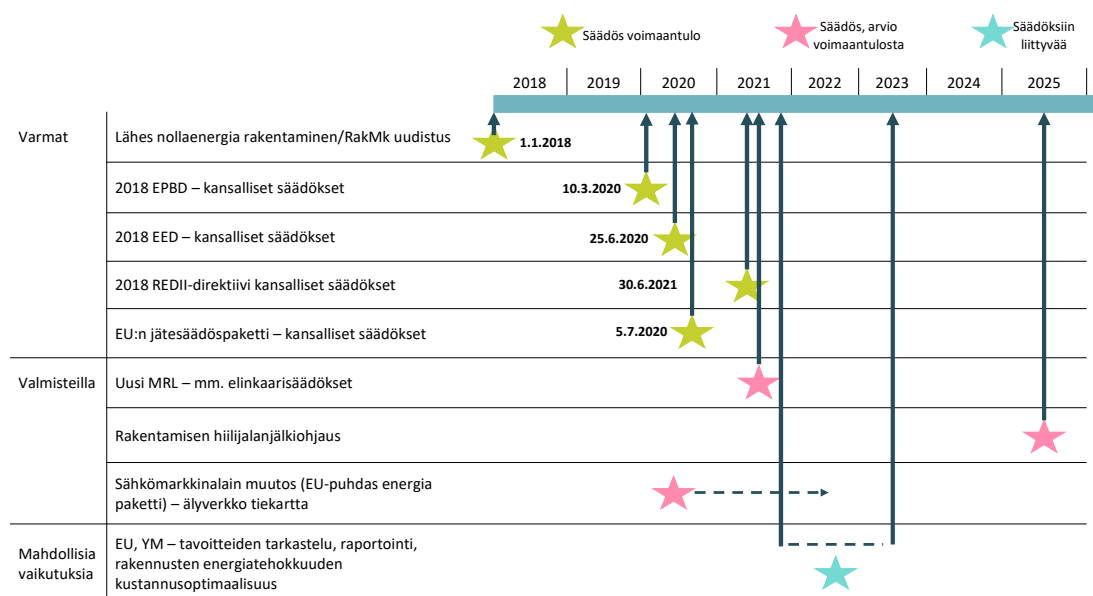 Säädös voimaantulo
Säädös, arvio
voimaantulosta
Säädöksiin
liittyvää
2018 2019 2020 2021 2022 2023 2024 2025
Varmat
Lähes nollaenergia rakentaminen/RakMk uudistus
1.1.2018
2018 EPBD – kansalliset säädökset
10.3.2020
2018 EED – kansalliset säädökset
25.6.2020
2018 REDII-direktiivi kansalliset säädökset
30.6.2021
EU:n jätesäädöspaketti – kansalliset säädökset
5.7.2020
Valmisteilla
Uusi MRL – mm. elinkaarisäädökset
Rakentamisen hiilijalanjälkiohjaus
Sähkömarkkinalain muutos (EU-puhdas energia
paketti) – älyverkko tiekartta
Mahdollisia
vaikutuksia
EU, YM – tavoitteiden tarkastelu, raportointi,
rakennusten energiatehokkuuden
kustannusoptimaalisuus